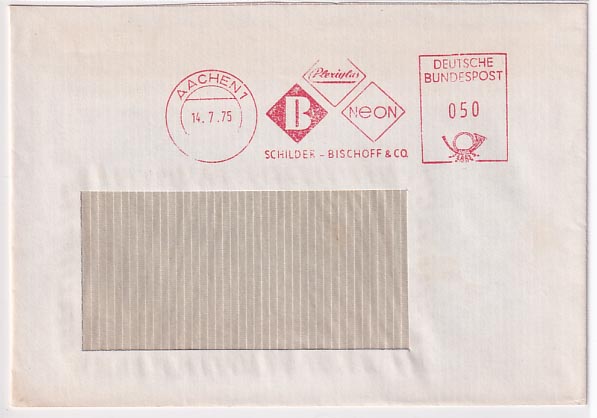 AACHEN 1
14.7.75
Plexiglas
B
NEON
SCHILDER - BISCHOFF & CO.
DEUTSCHE
BUNDESPOST
050